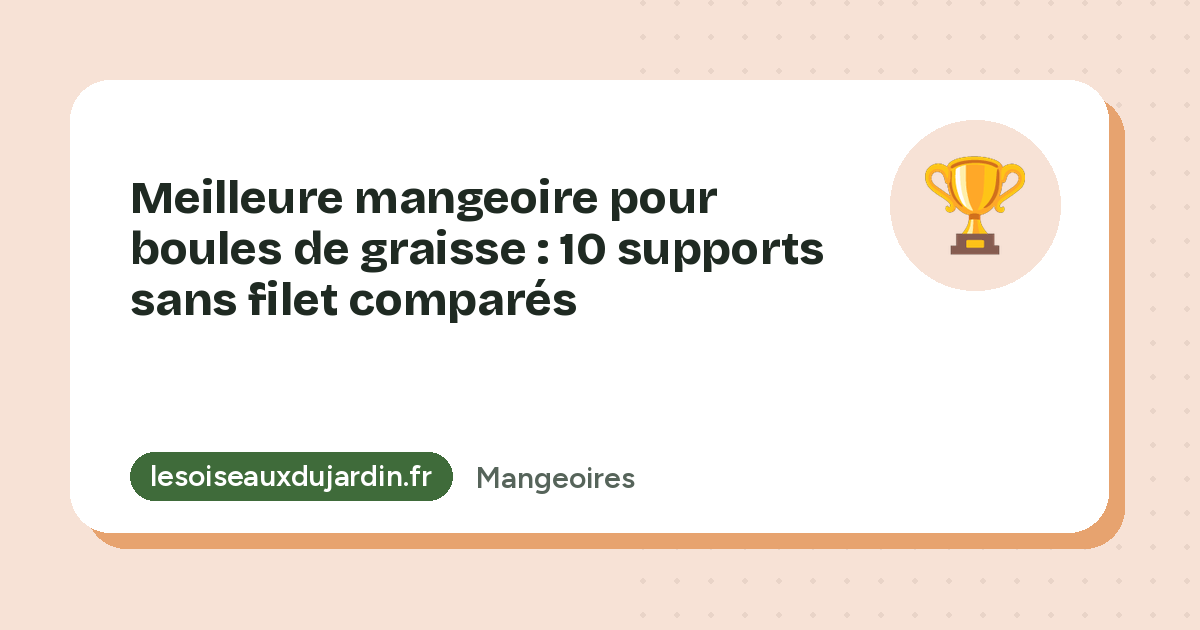 Meilleure mangeoire pour
boules de graisse : 10 supports
sans filet comparés
lesoiseauxdujardin.fr
Mangeoires